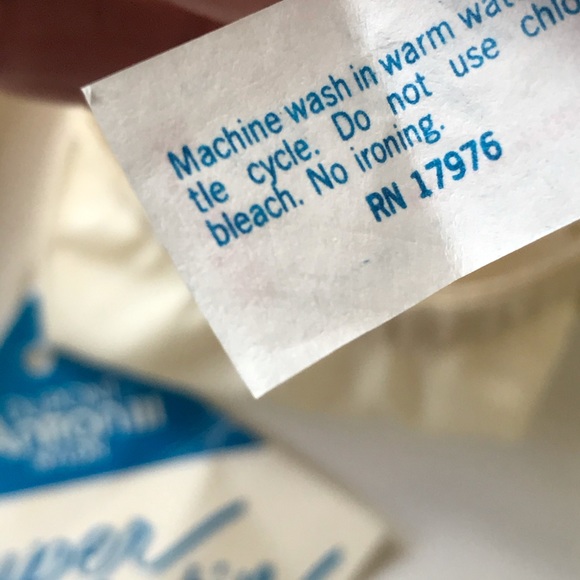 Machine wash in warm wat
tle cycle. Do not use chlo
bleach. No ironing.
RN 17976